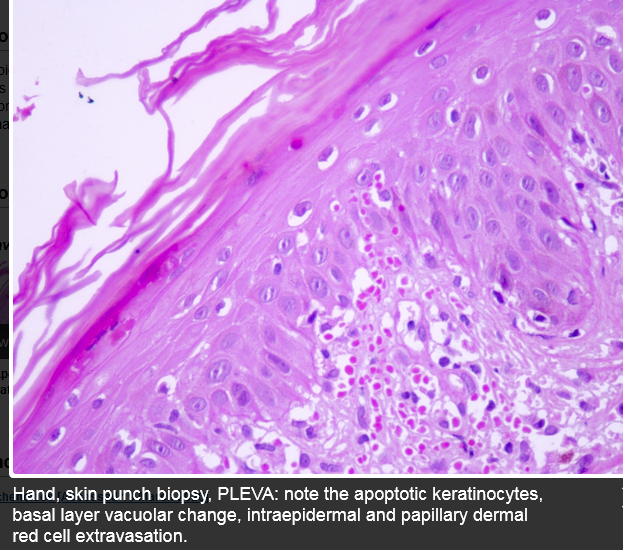 Hand, skin punch biopsy, PLEVA: note the apoptotic keratinocytes,
basal layer vacuolar change, intraepidermal and papillary dermal
red cell extravasation.